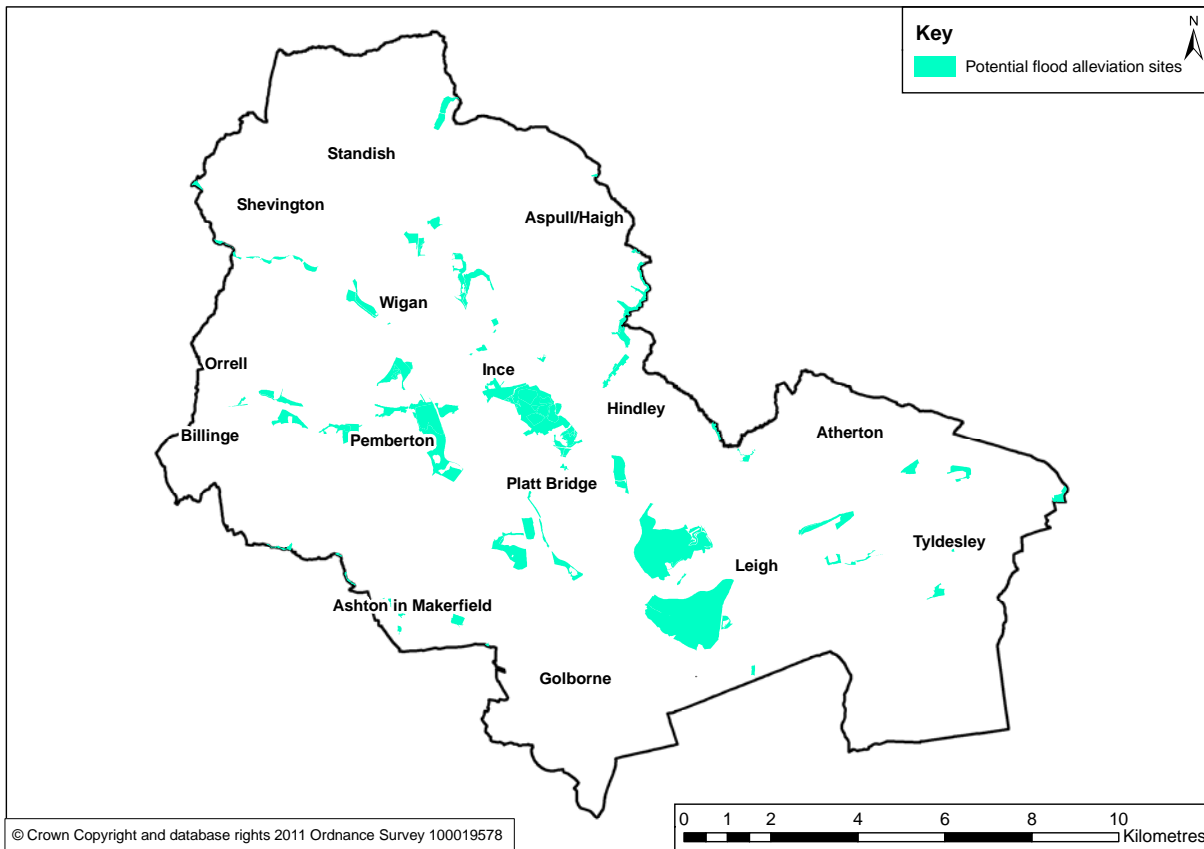 Key
N
Potential flood alleviation sites
Standish
Shevington
Aspull/Haigh
Wigan
Orrell
Ince
Hindley
Billinge
Pemberton
Atherton
Platt Bridge
Tyldesley
Leigh
Ashton in Makerfield
Golborne
0 1 2 4 6 8 10
Kilometres
© Crown Copyright and database rights 2011 Ordnance Survey 100019578